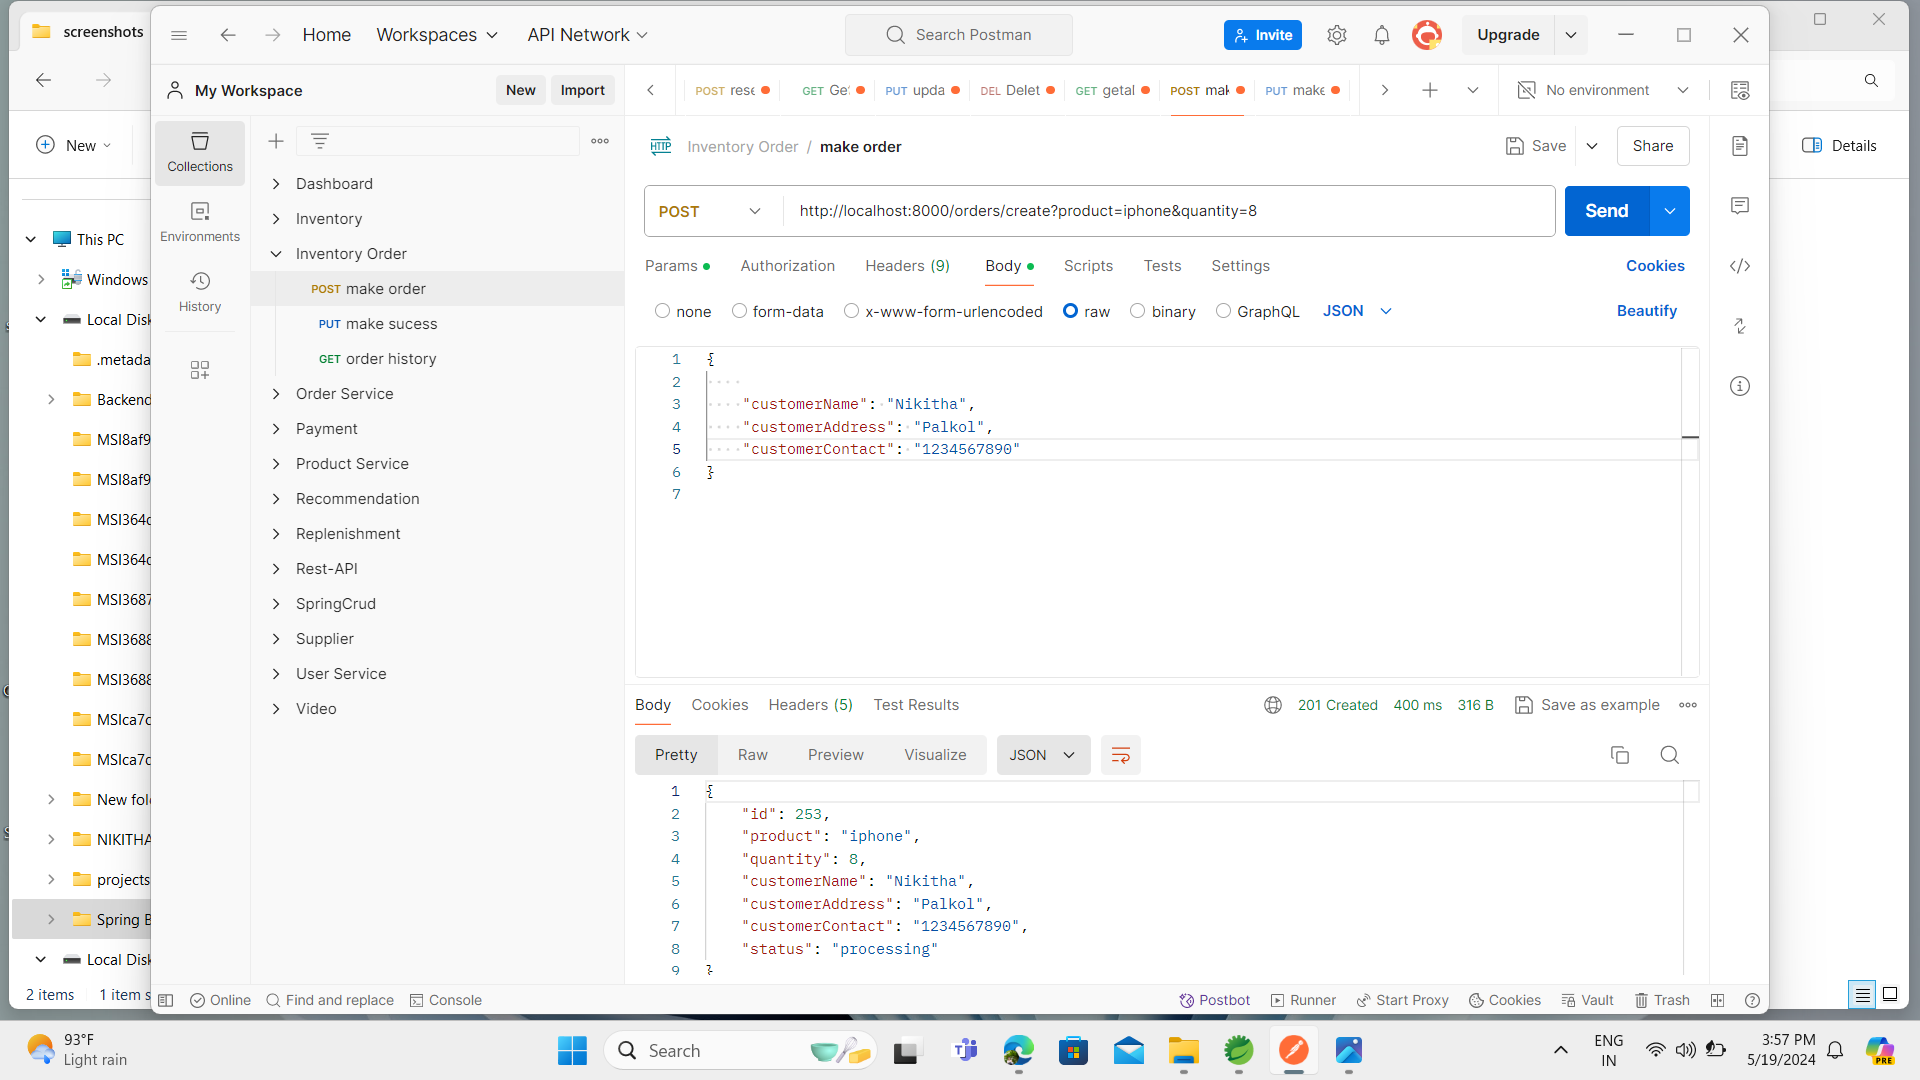 screenshots
Home
Workspaces
API Network
Search Postman
Invite
Upgrade
My Workspace
New
Import
POST rese
GET Ge
PUT upda
DEL Delet
GET getal
POST mak
PUT make
No environment
New
Details
Collections
Environments
History
Dashboard
Inventory
Inventory Order
POST make order
PUT make sucess
GET order history
Order Service
Payment
Product Service
Recommendation
Replenishment
Rest-API
SpringCrud
Supplier
User Service
Video
This PC
Windows
Local Disk
.metada
Backend
MSI8af9
MSI8af9
MSI364c
MSI364c
MSI3687
MSI3688
MSI3688
MSIca7c
MSIca7c
New fol
NIKITHA
projects
Spring B
Local Disk
2 items 1 item s
HTTP Inventory Order / make order
Save
Share
POST
http://localhost:8000/orders/create?product=iphone&quantity=8
Send
Params
Authorization
Headers (9)
Body
Scripts
Tests
Settings
Cookies
none
form-data
x-www-form-urlencoded
raw
binary
GraphQL
JSON
Beautify
1 {
2
3 "customerName": "Nikitha",
4 "customerAddress": "Palkol",
5 "customerContact": "1234567890"
6 }
7
Body
Cookies
Headers (5)
Test Results
201 Created 400 ms 316 B
Save as example
Pretty
Raw
Preview
Visualize
JSON
1 {
2 "id": 253,
3 "product": "iphone",
4 "quantity": 8,
5 "customerName": "Nikitha",
6 "customerAddress": "Palkol",
7 "customerContact": "1234567890",
8 "status": "processing"
9 }
Online
Find and replace
Console
Postbot
Runner
Start Proxy
Cookies
Vault
Trash
93°F
Light rain
Search
ENG
IN
3:57 PM
5/19/2024
PRE